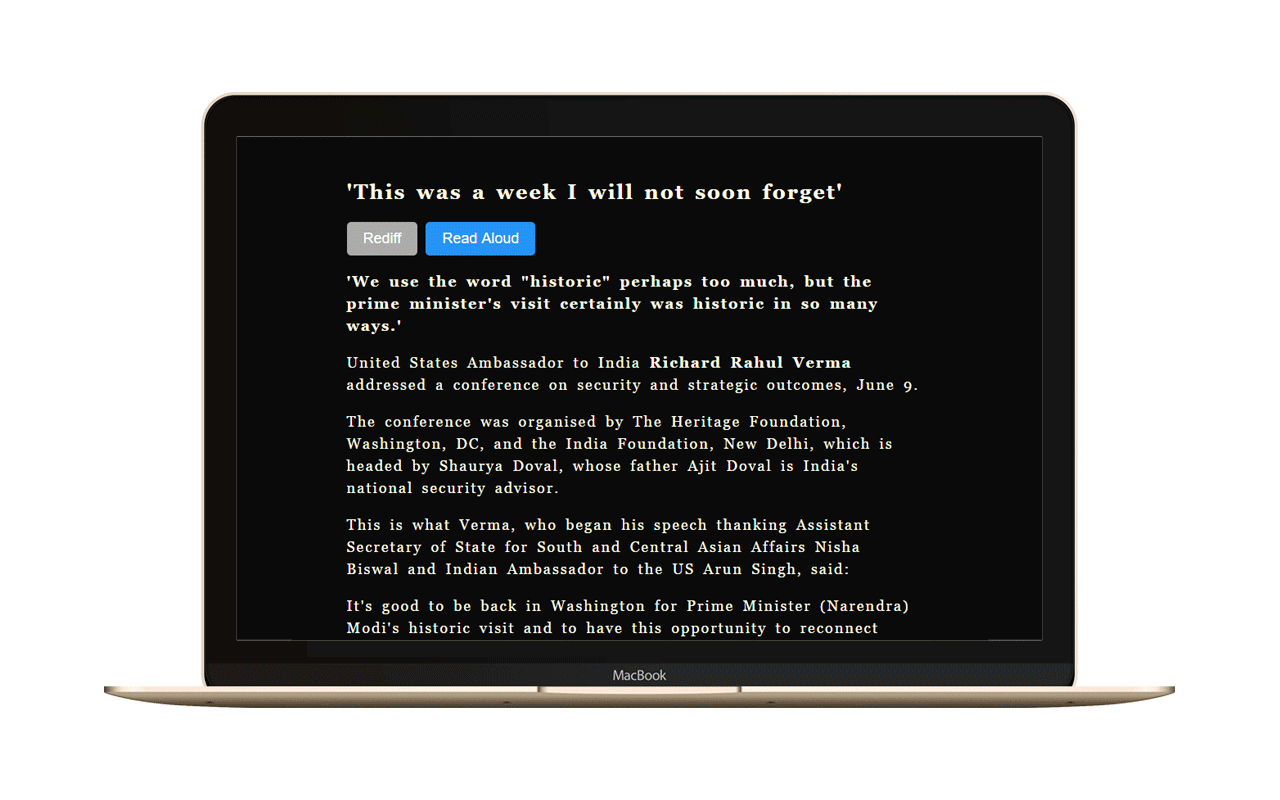 'This was a week I will not soon forget'
Rediff Read Aloud
'We use the word "historic" perhaps too much, but the
prime minister's visit certainly was historic in so many
ways.'
United States Ambassador to India Richard Rahul Verma
addressed a conference on security and strategic outcomes, June 9.
The conference was organised by The Heritage Foundation,
Washington, DC, and the India Foundation, New Delhi, which is
headed by Shaurya Doval, whose father Ajit Doval is India's
national security advisor.
This is what Verma, who began his speech thanking Assistant
Secretary of State for South and Central Asian Affairs Nisha
Biswal and Indian Ambassador to the US Arun Singh, said:
It's good to be back in Washington for Prime Minister (Narendra)
Modi's historic visit and to have this opportunity to reconnect
MacBook